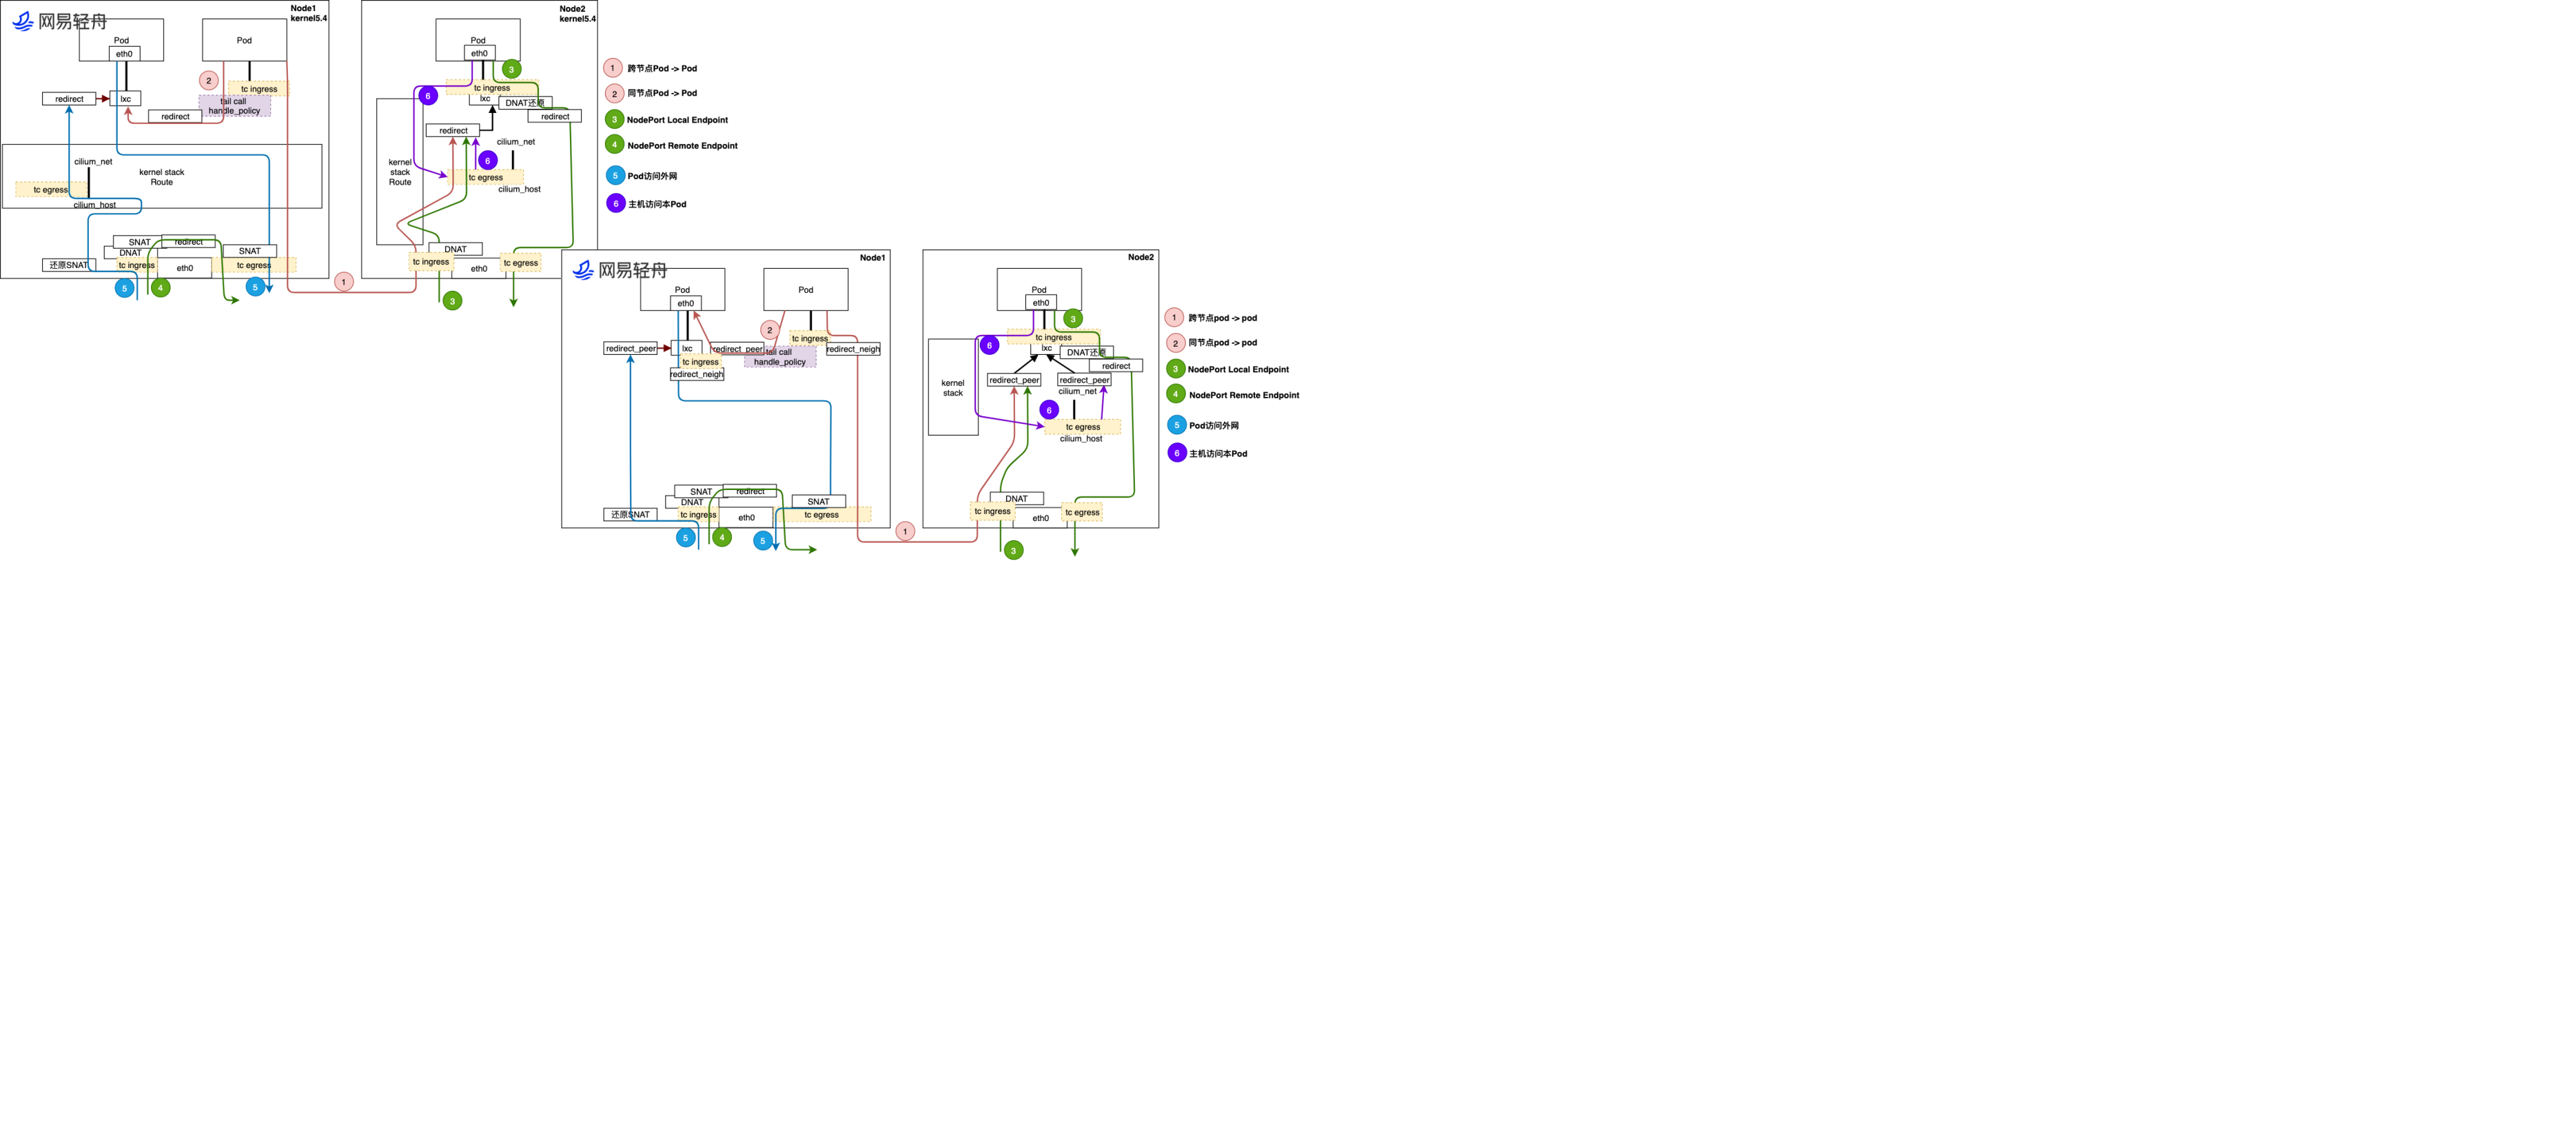 网易轻舟
Node1
kernel5.4
Pod
eth0
Pod
2
tc ingress
redirect
lxc
tail call
handle_policy
redirect
cilium_net
kernel stack
Route
tc egress
cilium_host
SNAT
redirect
DNAT
SNAT
还原SNAT
tc ingress
eth0
tc egress
5
4
5
1
Node2
kernel5.4
Pod
eth0
3
tc ingress
6
lxc
DNAT还原
redirect
redirect
cilium_net
6
kernel
stack
Route
tc egress
cilium_host
DNAT
tc ingress
eth0
tc egress
3
1 跨节点Pod -> Pod
2 同节点Pod -> Pod
3 NodePort Local Endpoint
4 NodePort Remote Endpoint
5 Pod访问外网
6 主机访问本Pod
网易轻舟
Node1
Pod
eth0
Pod
2
tc ingress
redirect_peer
lxc
redirect_peer
tail call
handle_policy
redirect_neigh
tc ingress
redirect_neigh
SNAT
redirect
DNAT
SNAT
还原SNAT
tc ingress
eth0
tc egress
5
4
5
1
Node2
Pod
eth0
3
tc ingress
6
lxc
DNAT还原
redirect
redirect_peer
redirect_peer
kernel
stack
cilium_net
6
tc egress
cilium_host
DNAT
tc ingress
eth0
tc egress
3
1 跨节点pod -> pod
2 同节点pod -> pod
3 NodePort Local Endpoint
4 NodePort Remote Endpoint
5 Pod访问外网
6 主机访问本Pod